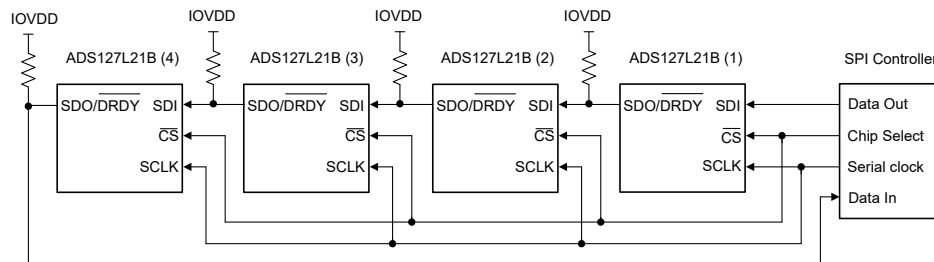 IOVDD IOVDD IOVDD IOVDD
ADS127L21B (4) ADS127L21B (3) ADS127L21B (2) ADS127L21B (1) SPI Controller
SDO/DRDY SDI SDO/DRDY SDI SDO/DRDY SDI SDO/DRDY SDI Data Out
CS CS CS CS Chip Select
SCLK SCLK SCLK SCLK Serial clock
Data In